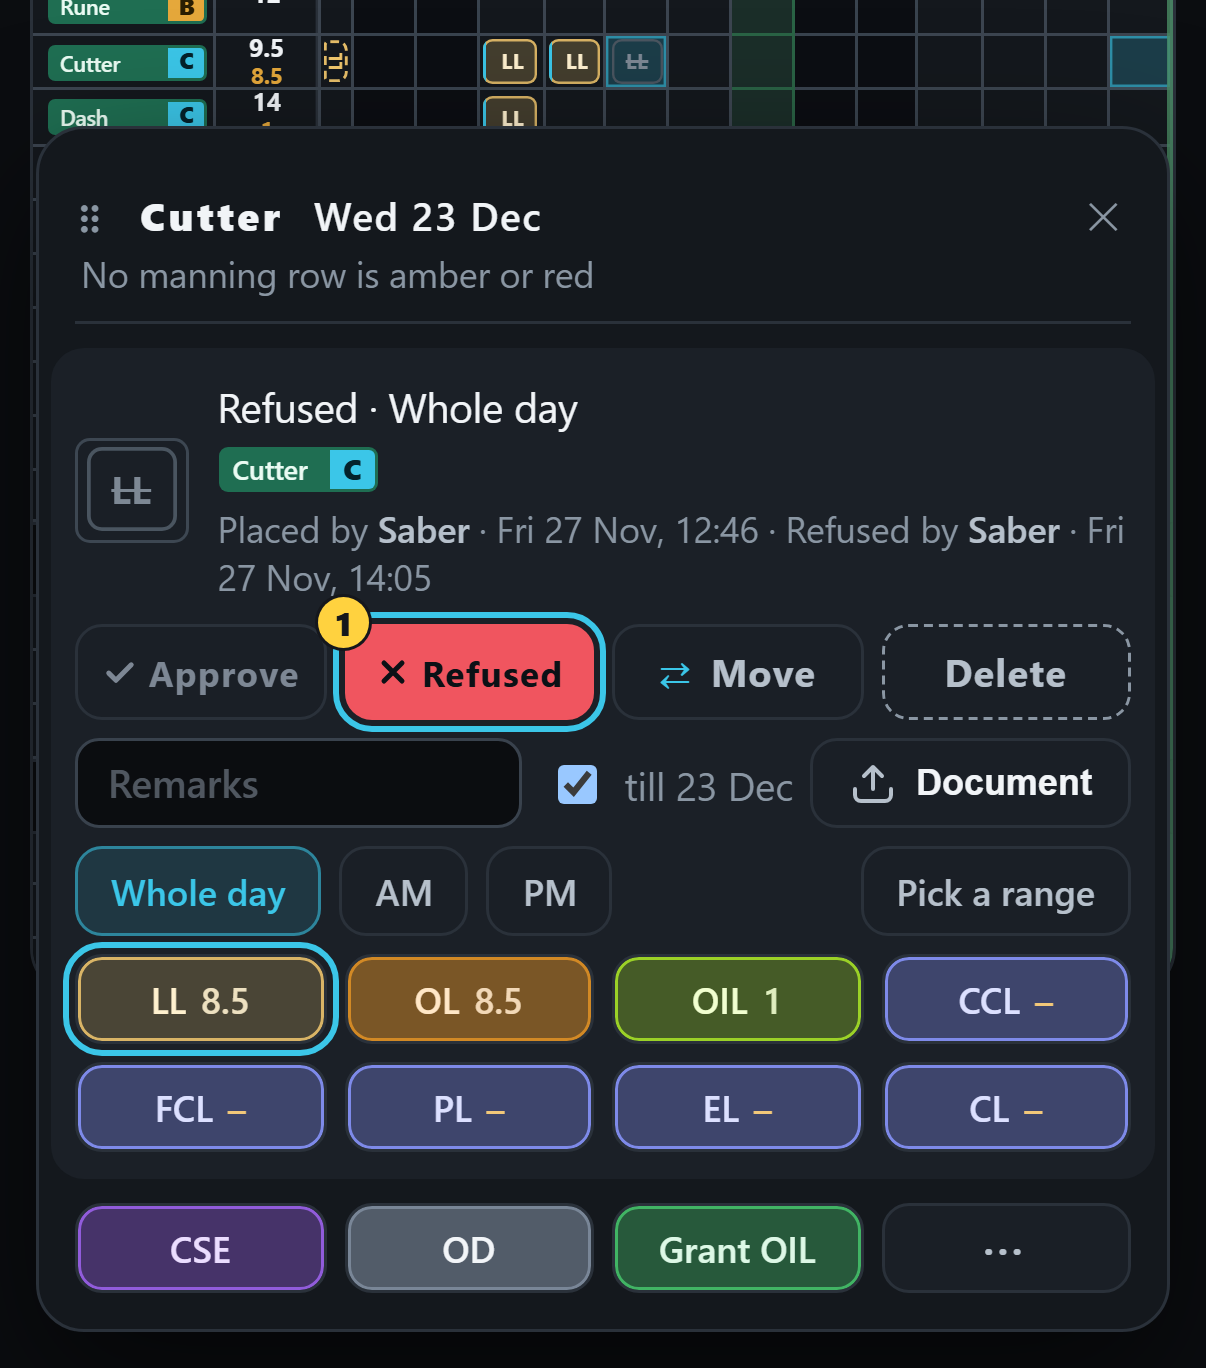 Rune B
Cutter C 9.5 LL LL LL LL
8.5
Dash C 14 LL
Cutter Wed 23 Dec
No manning row is amber or red
Refused · Whole day
LL
Cutter C
Placed by Saber · Fri 27 Nov, 12:46 · Refused by Saber · Fri
27 Nov, 14:05
1
Approve Refused Move Delete
Remarks till 23 Dec Document
Whole day AM PM Pick a range
LL 8.5 OL 8.5 OIL 1 CCL –
FCL – PL – EL – CL –
CSE OD Grant OIL ...